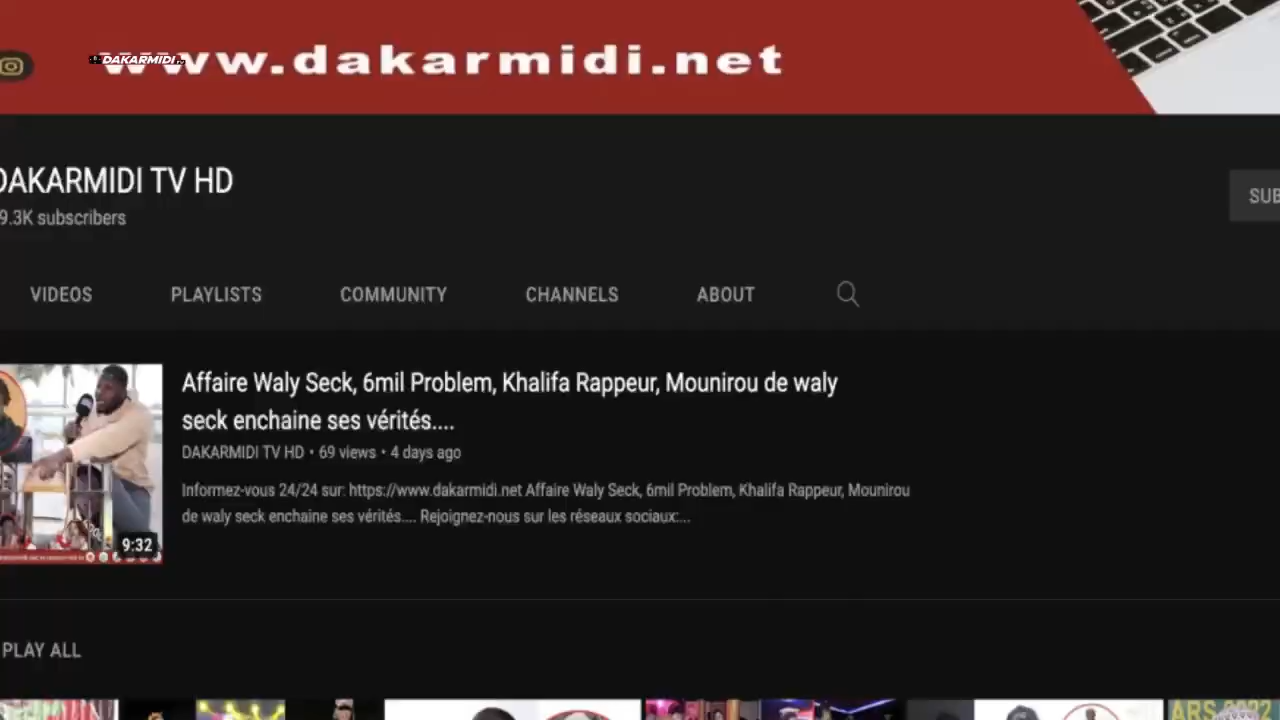 www.dakarmidi.net
DAKARMIDI
DAKARMIDI TV HD
9.3K subscribers
SUB
VIDEOS PLAYLISTS COMMUNITY CHANNELS ABOUT
Affaire Waly Seck, 6mil Problem, Khalifa Rappeur, Mounirou de waly
seck enchaine ses vérités....
DAKARMIDI TV HD • 69 views • 4 days ago
Informez-vous 24/24 sur: https://www.dakarmidi.net Affaire Waly Seck, 6mil Problem, Khalifa Rappeur, Mounirou
de waly seck enchaine ses vérités.... Rejoignez-nous sur les réseaux sociaux:...
9:32
PLAY ALL